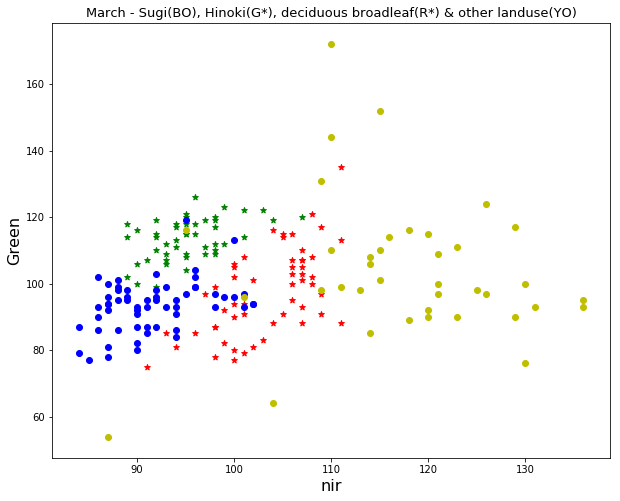 March - Sugi(BO), Hinoki(G*), deciduous broadleaf(R*) & other landuse(YO)
160
140
120
100
80
60
Green
90 100 110 120 130
nir